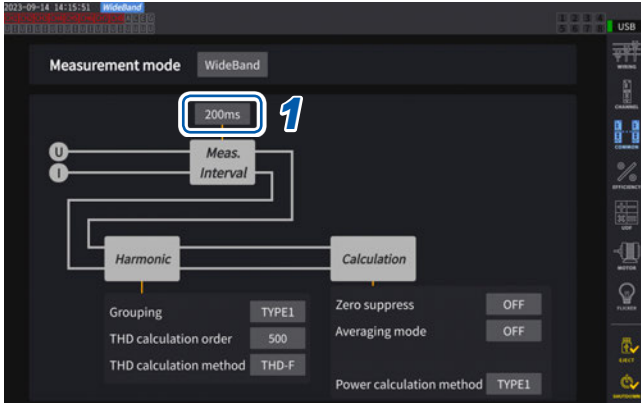 2023-09-14 14:15:51 WideBand
USB
Measurement mode WideBand
WIRING
200ms 1
CHANNEL
U
I
Meas.
Interval
COMMON
EFFICIENCY
UDF
Harmonic
Calculation
MOTOR
Grouping TYPE1
THD calculation order 500
THD calculation method THD-F
Zero suppress OFF
Averaging mode OFF
Power calculation method TYPE1
FLICKER
EJECT
SHUTDOWN